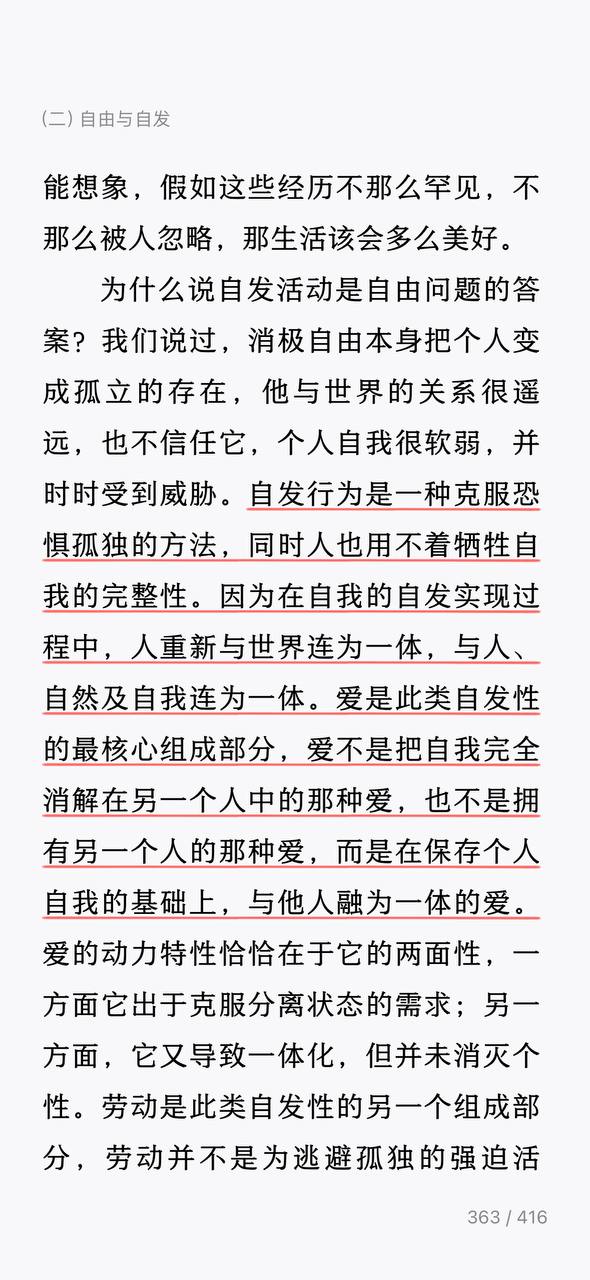 (二) 自由与自发
能想象，假如这些经历不那么罕见，不
那么被人忽略，那生活该会多么美好。
为什么说自发活动是自由问题的答
案？我们说过，消极自由本身把个人变
成孤立的存在，他与世界的关系很遥
远，也不信任它，个人自我很软弱，并
时时受到威胁。自发行为是一种克服恐
惧孤独的方法，同时人也用不着牺牲自
我的完整性。因为在自我的自发实现过
程中，人重新与世界连为一体，与人、
自然及自我连为一体。爱是此类自发性
的最核心组成部分，爱不是把自我完全
消解在另一个人中的那种爱，也不是拥
有另一个人的那种爱，而是在保存个人
自我的基础上，与他人融为一体的爱。
爱的动力特性恰恰在于它的两面性，一
方面它出于克服分离状态的需求；另一
方面，它又导致一体化，但并未消灭个
性。劳动是此类自发性的另一个组成部
分，劳动并不是为逃避孤独的强迫活
363 / 416